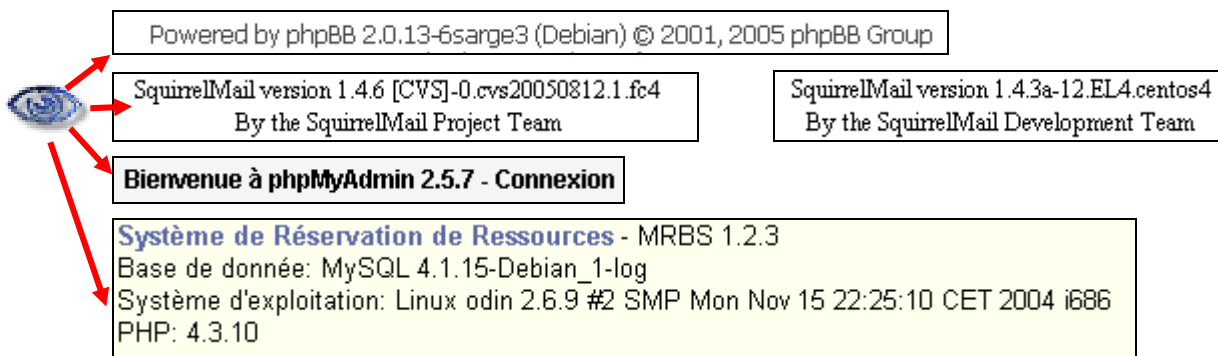 Powered by phpBB 2.0.13-6sarge3 (Debian) © 2001, 2005 phpBB Group
SquirrelMail version 1.4.6 [CVS]-0.cvs20050812.1.fc4
By the SquirrelMail Project Team
SquirrelMail version 1.4.3a-12.EL4.centos4
By the SquirrelMail Development Team
Bienvenue à phpMyAdmin 2.5.7 - Connexion
Système de Réservation de Ressources - MRBS 1.2.3
Base de donnée: MySQL 4.1.15-Debian_1-log
Système d'exploitation: Linux odin 2.6.9 #2 SMP Mon Nov 15 22:25:10 CET 2004 i686
PHP: 4.3.10